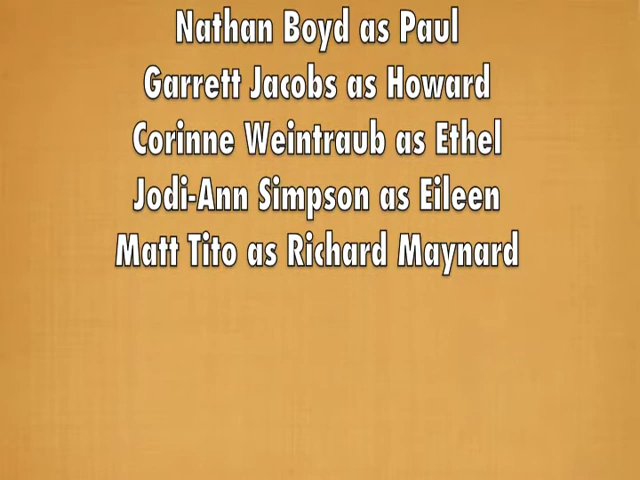 Nathan Boyd as Paul
Garrett Jacobs as Howard
Corinne Weintraub as Ethel
Jodi-Ann Simpson as Eileen
Matt Tito as Richard Maynard